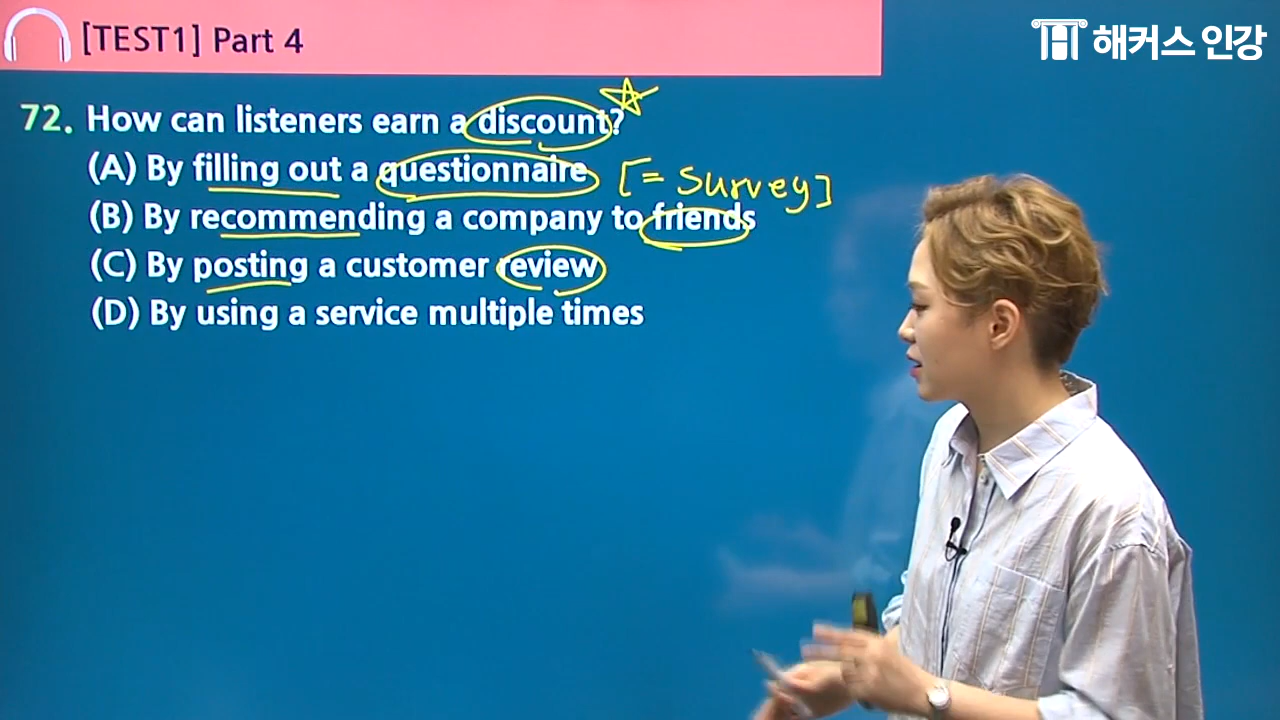 [TEST1] Part 4
해커스 인강
72. How can listeners earn a discount?
(A) By filling out a questionnaire [= survey]
(B) By recommending a company to friends
(C) By posting a customer review
(D) By using a service multiple times